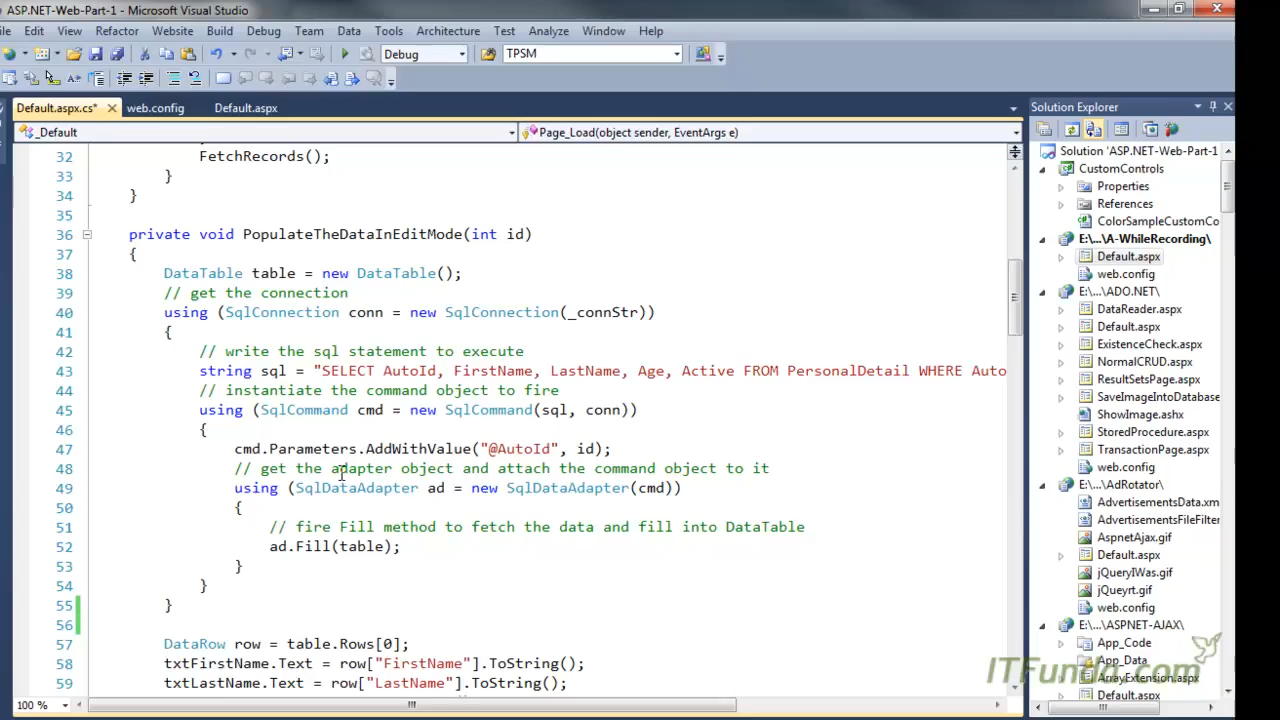 ASP.NET-Web-Part-1 - Microsoft Visual Studio
ile Edit View Refactor Website Build Debug Team Data Tools Architecture Test Analyze Window Help
Debug TPSM
Default.aspx.cs* web.config Default.aspx
_Default Page_Load(object sender, EventArgs e)
32 FetchRecords();
33 }
34 }
35
36 private void PopulateTheDataInEditMode(int id)
37 {
38 DataTable table = new DataTable();
39 // get the connection
40 using (SqlConnection conn = new SqlConnection(_connStr))
41 {
42 // write the sql statement to execute
43 string sql = "SELECT AutoId, FirstName, LastName, Age, Active FROM PersonalDetail WHERE Auto
44 // instantiate the command object to fire
45 using (SqlCommand cmd = new SqlCommand(sql, conn))
46 {
47 cmd.Parameters.AddWithValue("@AutoId", id);
48 // get the adapter object and attach the command object to it
49 using (SqlDataAdapter ad = new SqlDataAdapter(cmd))
50 {
51 // fire Fill method to fetch the data and fill into DataTable
52 ad.Fill(table);
53 }
54 }
55 }
56
57 DataRow row = table.Rows[0];
58 txtFirstName.Text = row["FirstName"].ToString();
59 txtLastName.Text = row["LastName"].ToString();
100 %
Solution Explorer
Solution 'ASP.NET-Web-Part-1
CustomControls
Properties
References
ColorSampleCustomCo
E:\...\A-WhileRecording\
Default.aspx
web.config
E:\...\ADO.NET\
DataReader.aspx
Default.aspx
ExistenceCheck.aspx
NormalCRUD.aspx
ResultSetsPage.aspx
SaveImageIntoDatabase
ShowImage.ashx
StoredProcedure.aspx
TransactionPage.aspx
web.config
E:\...\AdRotator\
AdvertisementsData.xm
AdvertisementsFileFilter
AspnetAjax.gif
Default.aspx
jQueryIWas.gif
jQueyrt.gif
web.config
E:\...\ASPNET-AJAX\
App_Code
App_Data
ArrayExtension.aspx
Default.aspx
ITFunda.com